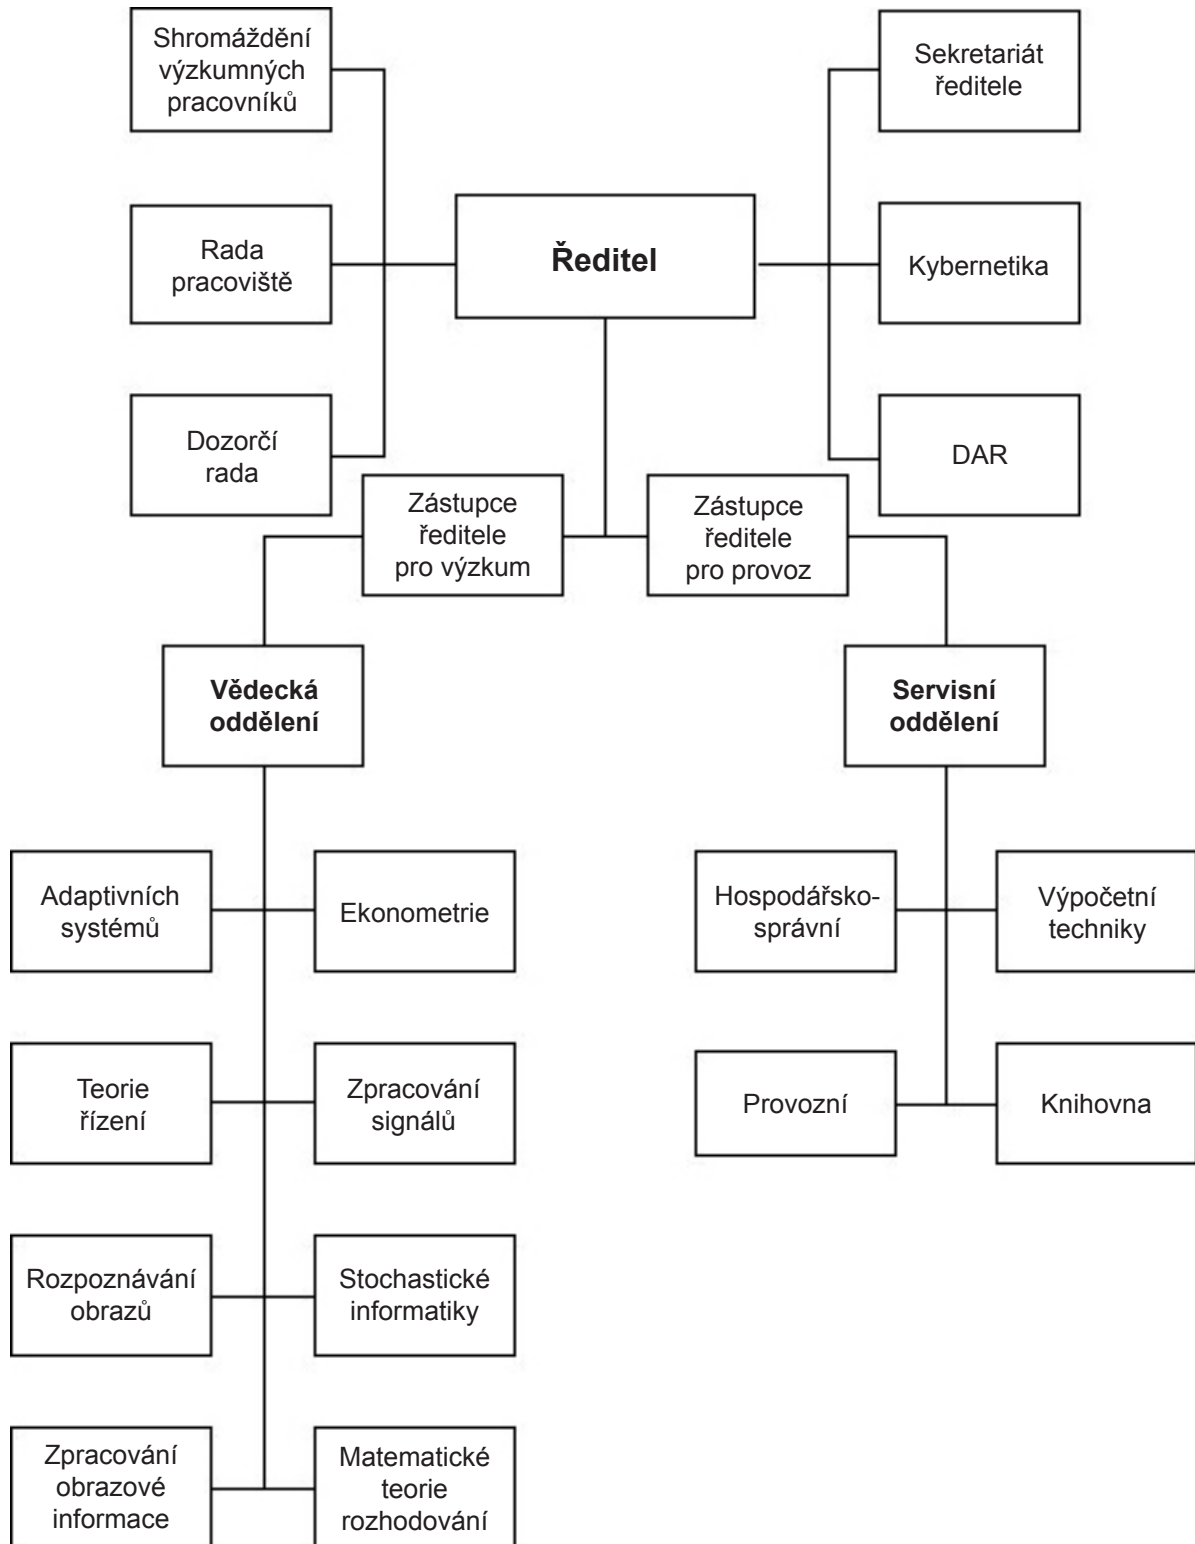 Shromáždění
výzkumných
pracovníků
Sekretariát
ředitele
Rada
pracoviště
Ředitel
Kybernetika
Dozorčí
rada
DAR
Zástupce
ředitele
pro výzkum
Zástupce
ředitele
pro provoz
Vědecká
oddělení
Servisní
oddělení
Adaptivních
systémů
Ekonometrie
Hospodářsko-
správní
Výpočetní
techniky
Teorie
řízení
Zpracování
signálů
Provozní
Knihovna
Rozpoznávání
obrazů
Stochastické
informatiky
Zpracování
obrazové
informace
Matematické
teorie
rozhodování